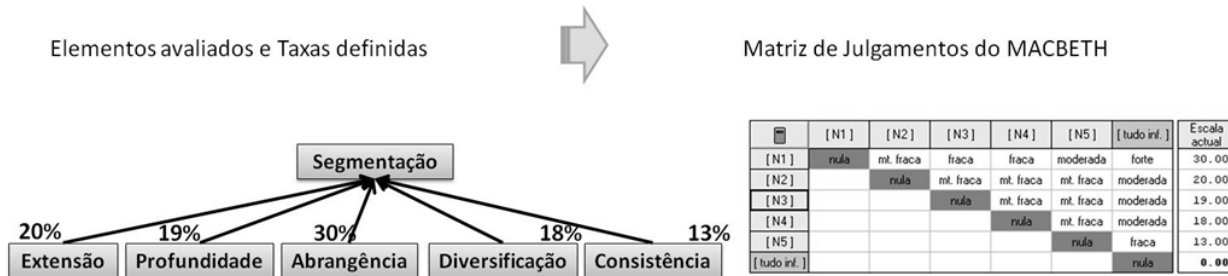 Elementos avaliados e Taxas definidas
Matriz de Julgamentos do MACBETH
Segmentação
20% 19% 30% 18% 13%
Extensão Profundidade Abrangência Diversificação Consistência
[ N1 ] [ N2 ] [ N3 ] [ N4 ] [ N5 ] [ tudo inf. ] Escala actual
[ N1 ] nula mt. fraca fraca fraca moderada forte 30.00
[ N2 ] nula mt. fraca mt. fraca mt. fraca moderada 20.00
[ N3 ] nula mt. fraca mt. fraca moderada 19.00
[ N4 ] nula mt. fraca moderada 18.00
[ N5 ] nula fraca 13.00
[ tudo inf. ] nula 0.00